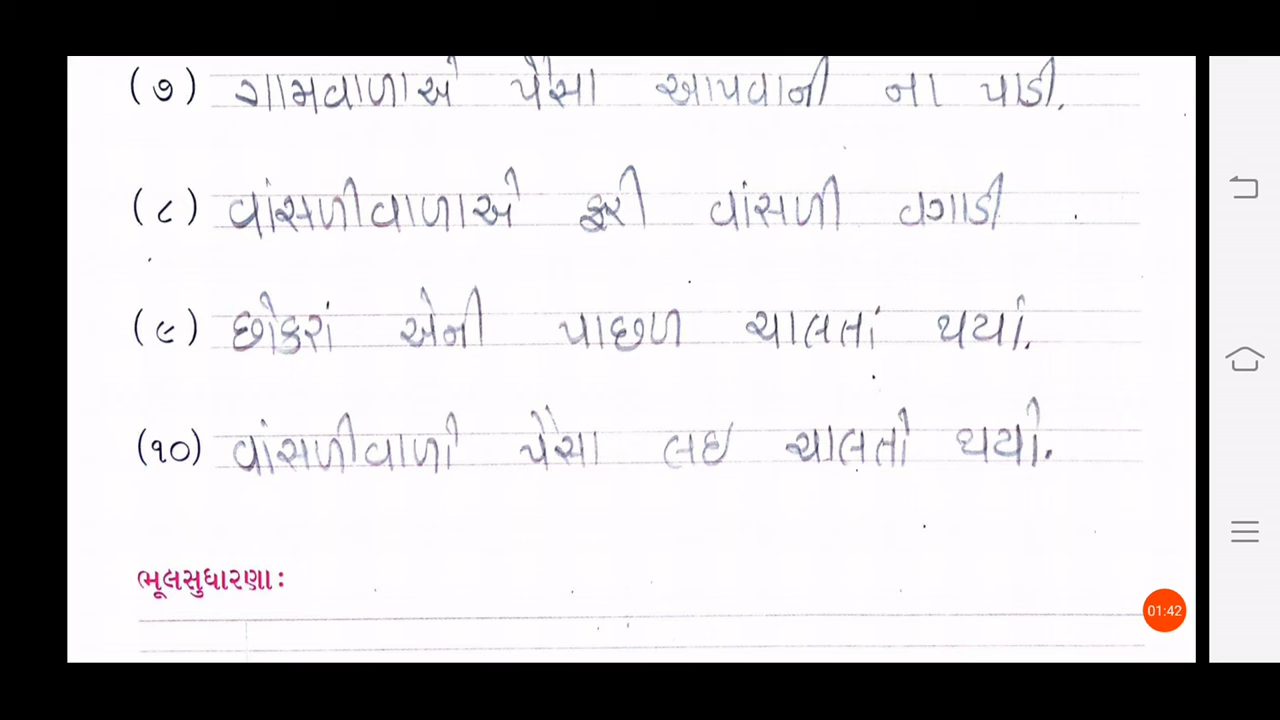 (૭) ગામવાળાએ પૈસા આપવાની ના પાડી.
(૮) વાંસળીવાળાએ ફરી વાંસળી વગાડી .
(૯) છોકરાં એની પાછળ ચાલતાં થયાં.
(૧૦) વાંસળીવાળો પૈસા લઇ ચાલતો થયો.
ભૂલસુધારણા:
01:42